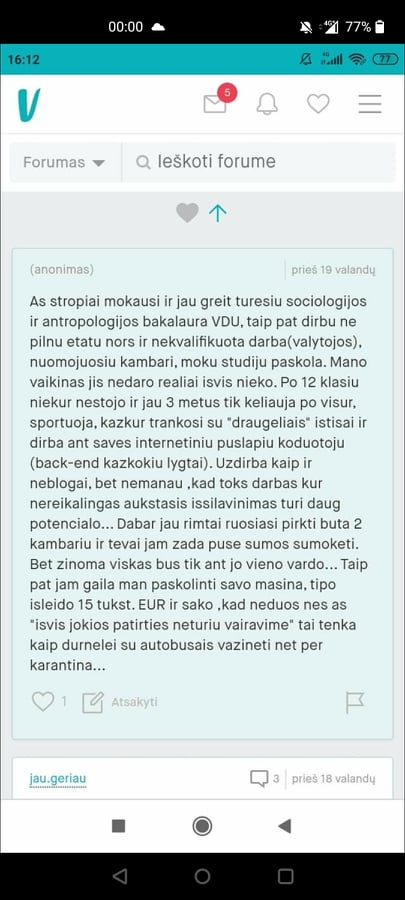 00:00 77%
16:12 4G 77
V 5
Forumas Ieškoti forume
(anonimas) prieš 19 valandų
As stropiai mokausi ir jau greit turesiu sociologijos
ir antropologijos bakalaura VDU, taip pat dirbu ne
pilnu etatu nors ir nekvalifikuota darba(valytojos),
nuomojuosiu kambari, moku studiju paskola. Mano
vaikinas jis nedaro realiai isvis nieko. Po 12 klasiu
niekur nestojo ir jau 3 metus tik keliauja po visur,
sportuoja, kazkur trankosi su "draugeliais" istisai ir
dirba ant saves internetiniu puslapiu koduotoju
(back-end kazkokiu lygtai). Uzdirba kaip ir
neblogai, bet nemanau ,kad toks darbas kur
nereikalingas aukstasis issilavinimas turi daug
potencialo... Dabar jau rimtai ruosiasi pirkti buta 2
kambariu ir tevai jam zada puse sumos sumoketi.
Bet zinoma viskas bus tik ant jo vieno vardo... Taip
pat jam gaila man paskolinti savo masina, tipo
isleido 15 tukst. EUR ir sako ,kad neduos nes as
"isvis jokios patirties neturiu vairavime" tai tenka
kaip durnelei su autobusais vazineti net per
karantina...
1 Atsakyti
jau.geriau 3 prieš 18 valandų